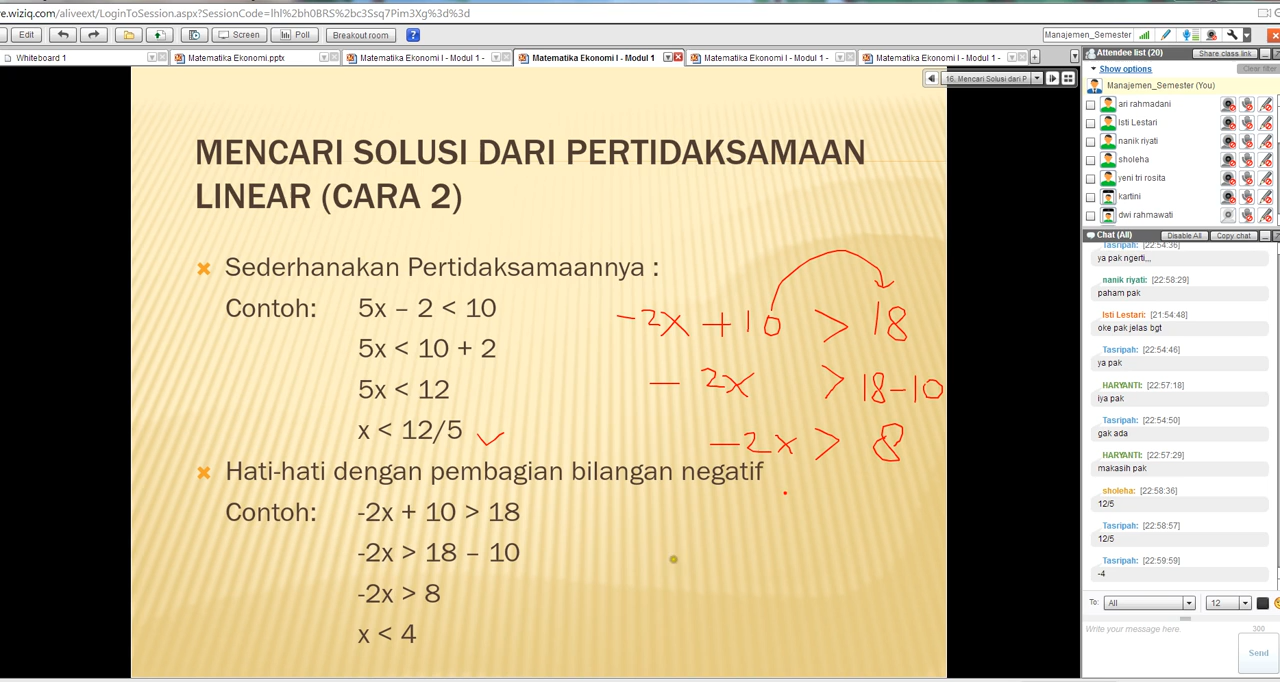 re.wiziq.com/aliveext/LoginToSession.aspx?SessionCode=lhl%2bh0BRS%2bc3Ssq7Pim3Xg%3d%3d
Edit
Screen
Poll
Breakout room
?
Manajemen_Semester
Whiteboard 1
Matematika Ekonomi.pptx
Matematika Ekonomi I - Modul 1 -
Matematika Ekonomi I - Modul 1
Matematika Ekonomi I - Modul 1 -
Matematika Ekonomi I - Modul 1 -
16. Mencari Solusi dari P
MENCARI SOLUSI DARI PERTIDAKSAMAAN
LINEAR (CARA 2)
Sederhanakan Pertidaksamaannya :
Contoh: 5x – 2 < 10
5x < 10 + 2
5x < 12
x < 12/5
Hati-hati dengan pembagian bilangan negatif
Contoh: -2x + 10 > 18
-2x > 18 – 10
-2x > 8
x < 4
-2x + 10 > 18
- 2x > 18 - 10
-2x > 8
Attendee list (20)
Share class link
Show options
Clear filter
Manajemen_Semester (You)
ari rahmadani
Isti Lestari
nanik riyati
sholeha
yeni tri rosita
kartini
dwi rahmawati
Chat (All)
Disable All
Copy chat
Tasripah: [22:54:36]
ya pak ngerti,,,
nanik riyati: [22:58:29]
paham pak
Isti Lestari: [21:54:48]
oke pak jelas bgt
Tasripah: [22:54:46]
ya pak
HARYANTI: [22:57:18]
iya pak
Tasripah: [22:54:50]
gak ada
HARYANTI: [22:57:29]
makasih pak
sholeha: [22:58:36]
12/5
Tasripah: [22:58:57]
12/5
Tasripah: [22:59:59]
-4
To: All
12
Write your message here.
300
Send